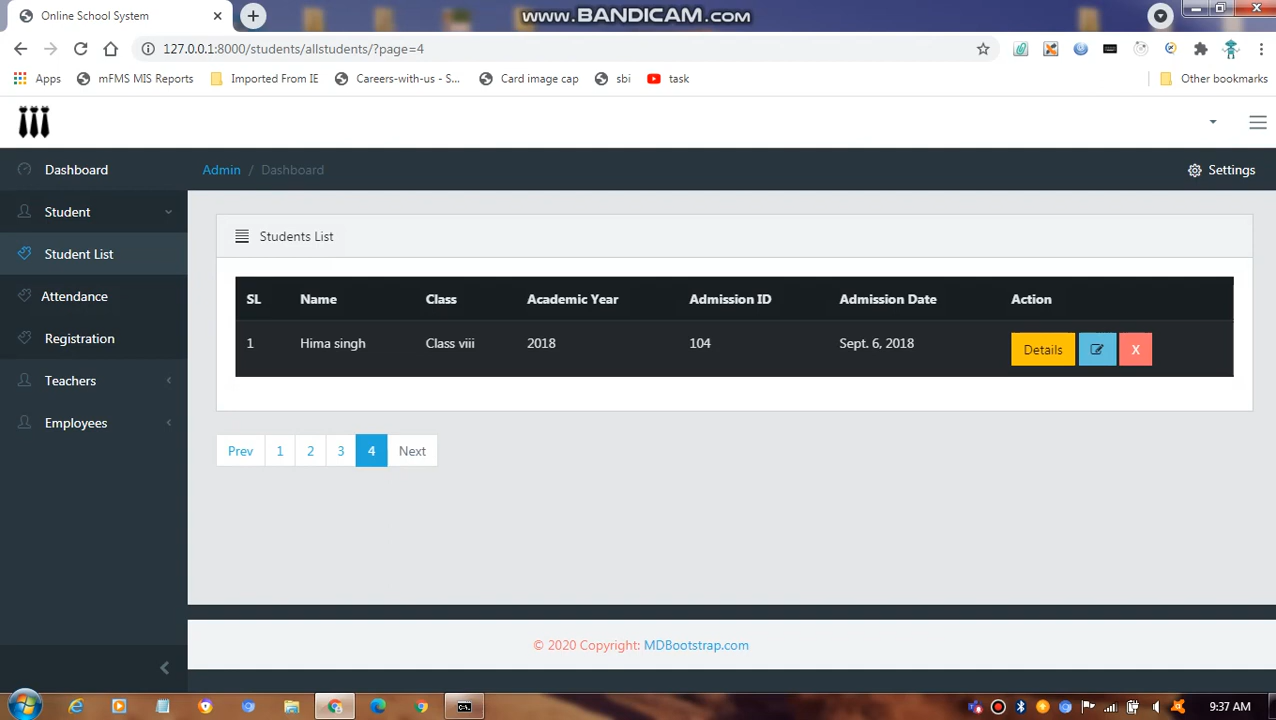 Online School System
www.BANDICAM.com
127.0.0.1:8000/students/allstudents/?page=4
Apps mFMS MIS Reports Imported From IE Careers-with-us - S... Card image cap sbi task Other bookmarks
Dashboard
Admin / Dashboard
Settings
Student
Student List
Attendance
Registration
Teachers
Employees
Students List
SL Name Class Academic Year Admission ID Admission Date Action
1 Hima singh Class viii 2018 104 Sept. 6, 2018 Details X
Prev 1 2 3 4 Next
© 2020 Copyright: MDBootstrap.com
9:37 AM